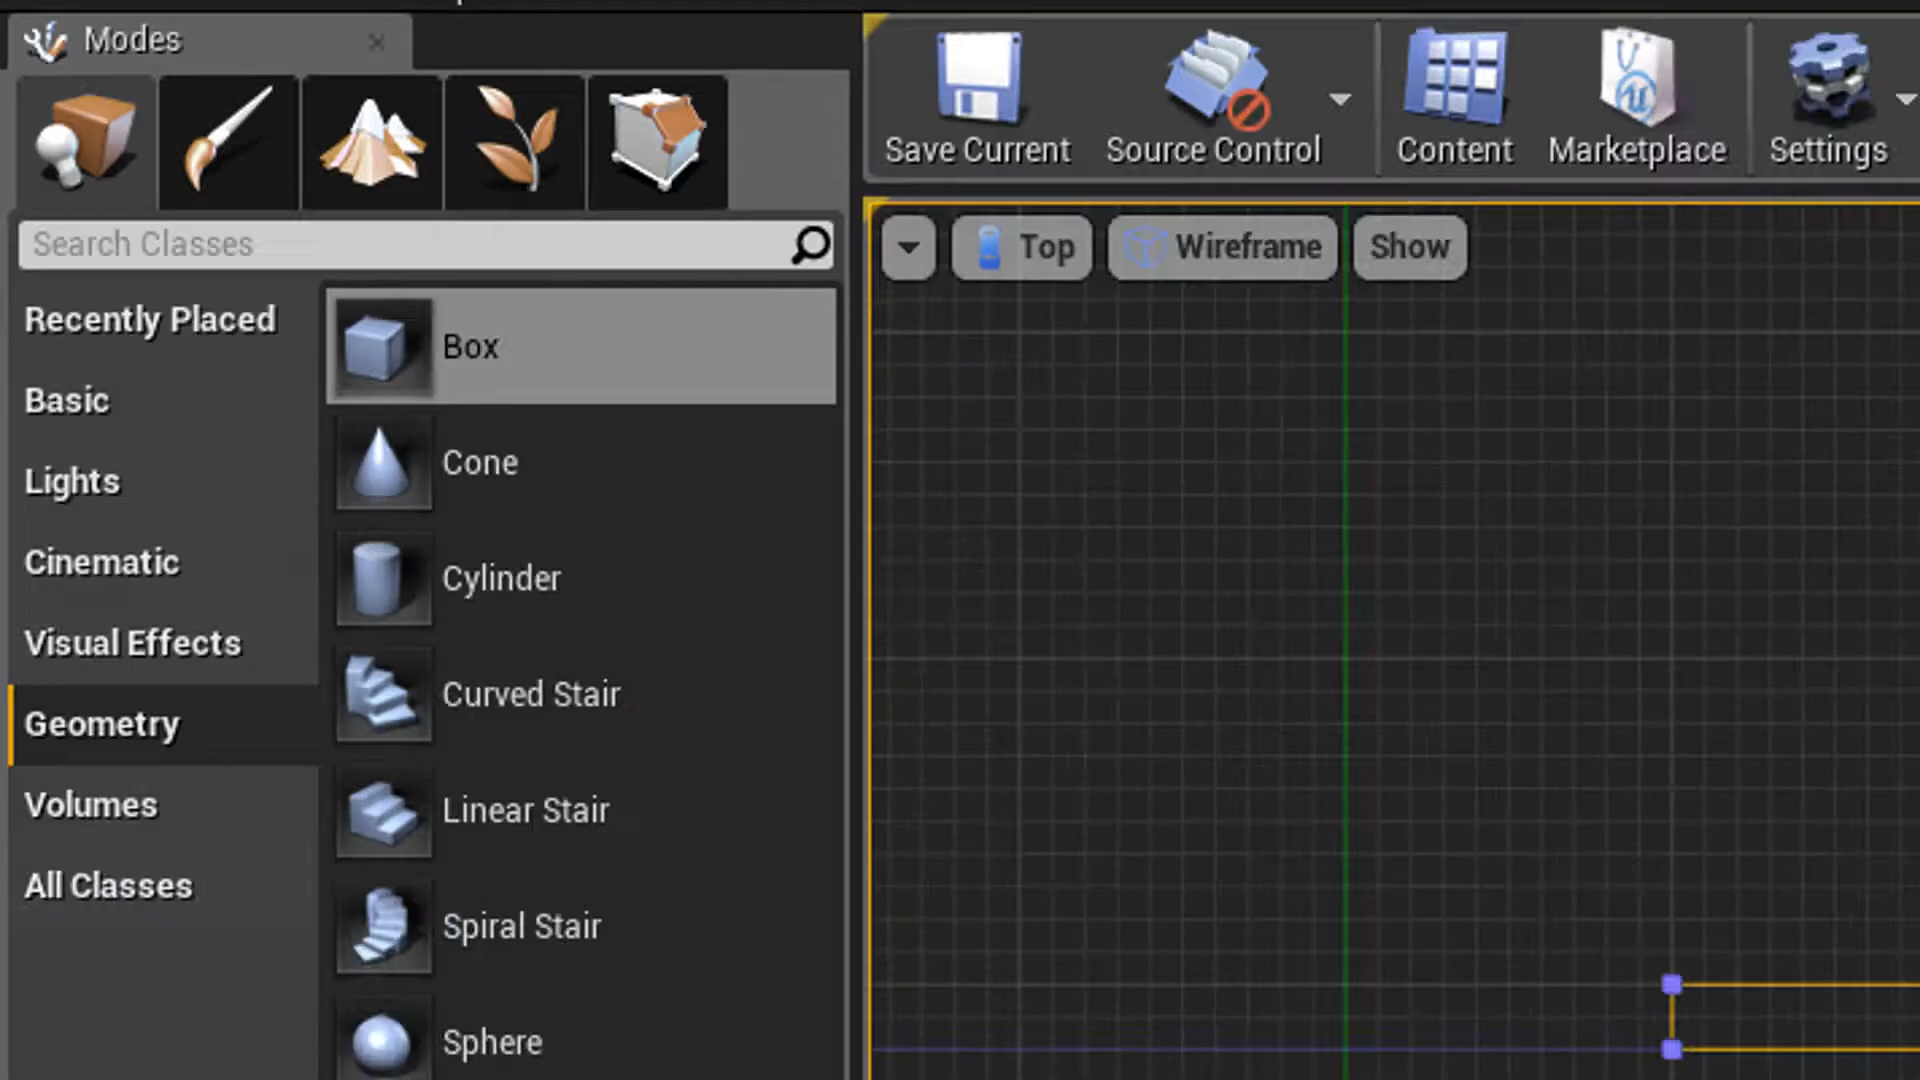 Modes
Save Current
Source Control
Content
Marketplace
Settings
Search Classes
Top
Wireframe
Show
Recently Placed
Basic
Lights
Cinematic
Visual Effects
Geometry
Volumes
All Classes
Box
Cone
Cylinder
Curved Stair
Linear Stair
Spiral Stair
Sphere